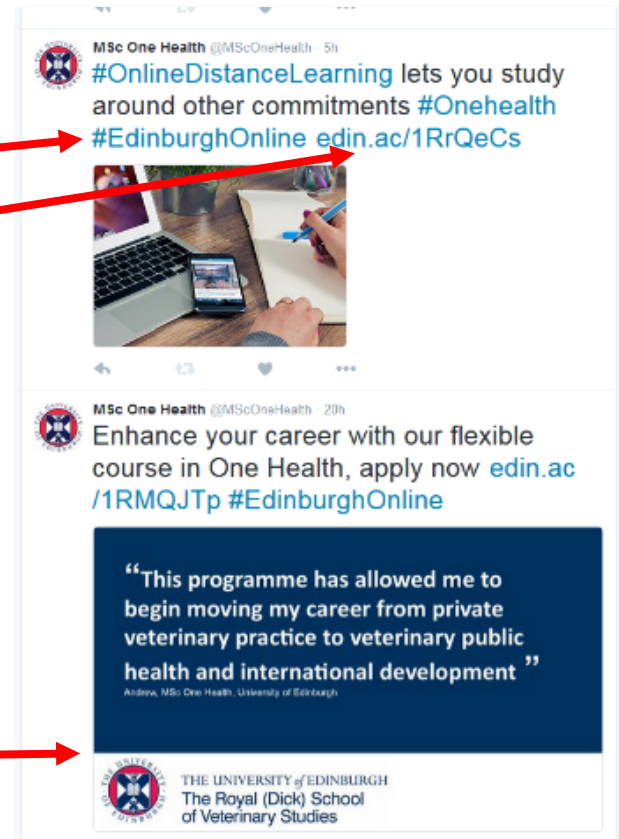 MSc One Health @MScOneHealth · 5h
#OnlineDistanceLearning lets you study
around other commitments #Onehealth
#EdinburghOnline edin.ac/1RrQeCs
MSc One Health @MScOneHealth · 20h
Enhance your career with our flexible
course in One Health, apply now edin.ac
/1RMQJTp #EdinburghOnline
“This programme has allowed me to
begin moving my career from private
veterinary practice to veterinary public
health and international development ”
Andrew, MSc One Health, University of Edinburgh
THE UNIVERSITY of EDINBURGH
The Royal (Dick) School
of Veterinary Studies